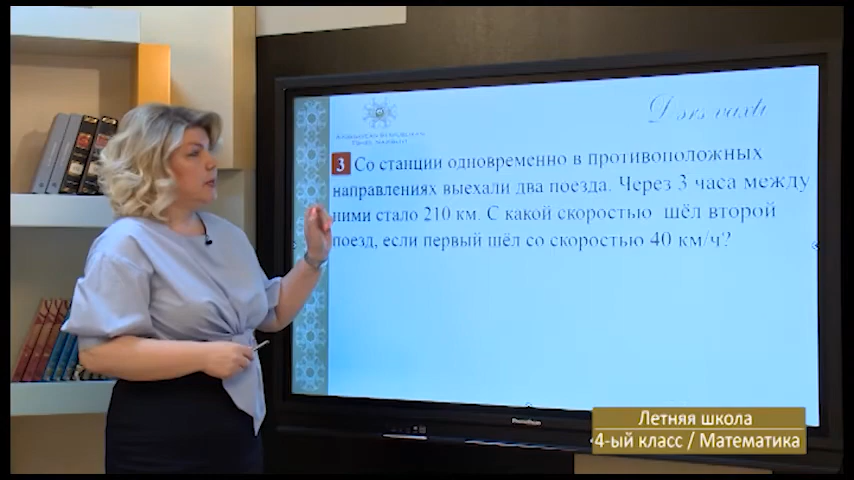 Dərs vaxtı
3 Со станции одновременно в противоположных
направлениях выехали два поезда. Через 3 часа между
ними стало 210 км. С какой скоростью шёл второй
поезд, если первый шёл со скоростью 40 км/ч?
Летняя школа
4-ый класс / Математика